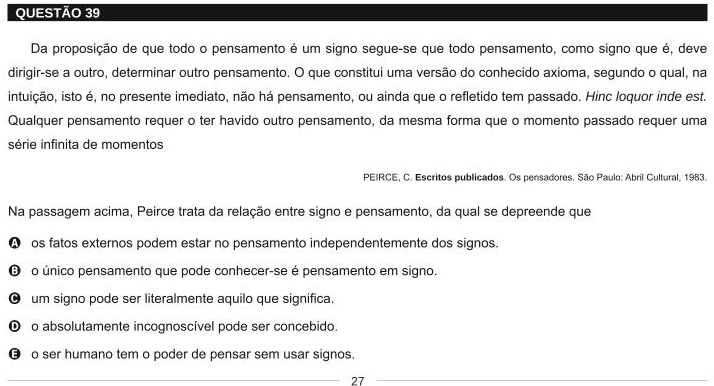 QUESTÃO 39
Da proposição de que todo o pensamento é um signo segue-se que todo pensamento, como signo que é, deve
dirigir-se a outro, determinar outro pensamento. O que constitui uma versão do conhecido axioma, segundo o qual, na
intuição, isto é, no presente imediato, não há pensamento, ou ainda que o refletido tem passado. Hinc loquor inde est.
Qualquer pensamento requer o ter havido outro pensamento, da mesma forma que o momento passado requer uma
série infinita de momentos
PEIRCE, C. Escritos publicados. Os pensadores. São Paulo: Abril Cultural, 1983.
Na passagem acima, Peirce trata da relação entre signo e pensamento, da qual se depreende que
A os fatos externos podem estar no pensamento independentemente dos signos.
B o único pensamento que pode conhecer-se é pensamento em signo.
C um signo pode ser literalmente aquilo que significa.
D o absolutamente incognoscível pode ser concebido.
E o ser humano tem o poder de pensar sem usar signos.
27